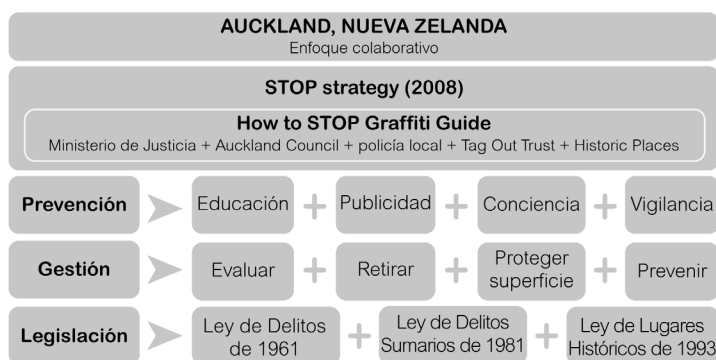 AUCKLAND, NUEVA ZELANDA
Enfoque colaborativo
STOP strategy (2008)
How to STOP Graffiti Guide
Ministerio de Justicia + Auckland Council + policía local + Tag Out Trust + Historic Places
Prevención
Educación + Publicidad + Conciencia + Vigilancia
Gestión
Evaluar + Retirar + Proteger superficie + Prevenir
Legislación
Ley de Delitos
de 1961
+
Ley de Delitos
Sumarios de 1981
+
Ley de Lugares
Históricos de 1993